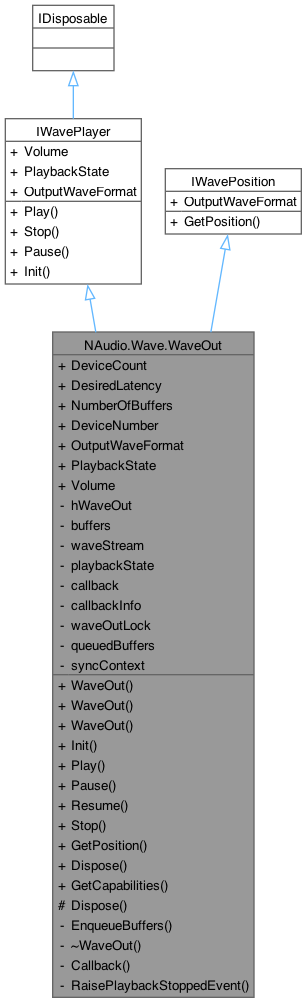 IDisposable
IWavePlayer
+ Volume
+ PlaybackState
+ OutputWaveFormat
+ Play()
+ Stop()
+ Pause()
+ Init()
IWavePosition
+ OutputWaveFormat
+ GetPosition()
NAudio.Wave.WaveOut
+ DeviceCount
+ DesiredLatency
+ NumberOfBuffers
+ DeviceNumber
+ OutputWaveFormat
+ PlaybackState
+ Volume
- hWaveOut
- buffers
- waveStream
- playbackState
- callback
- callbackInfo
- waveOutLock
- queuedBuffers
- syncContext
+ WaveOut()
+ WaveOut()
+ WaveOut()
+ Init()
+ Play()
+ Pause()
+ Resume()
+ Stop()
+ GetPosition()
+ Dispose()
+ GetCapabilities()
# Dispose()
- EnqueueBuffers()
- ~WaveOut()
- Callback()
- RaisePlaybackStoppedEvent()